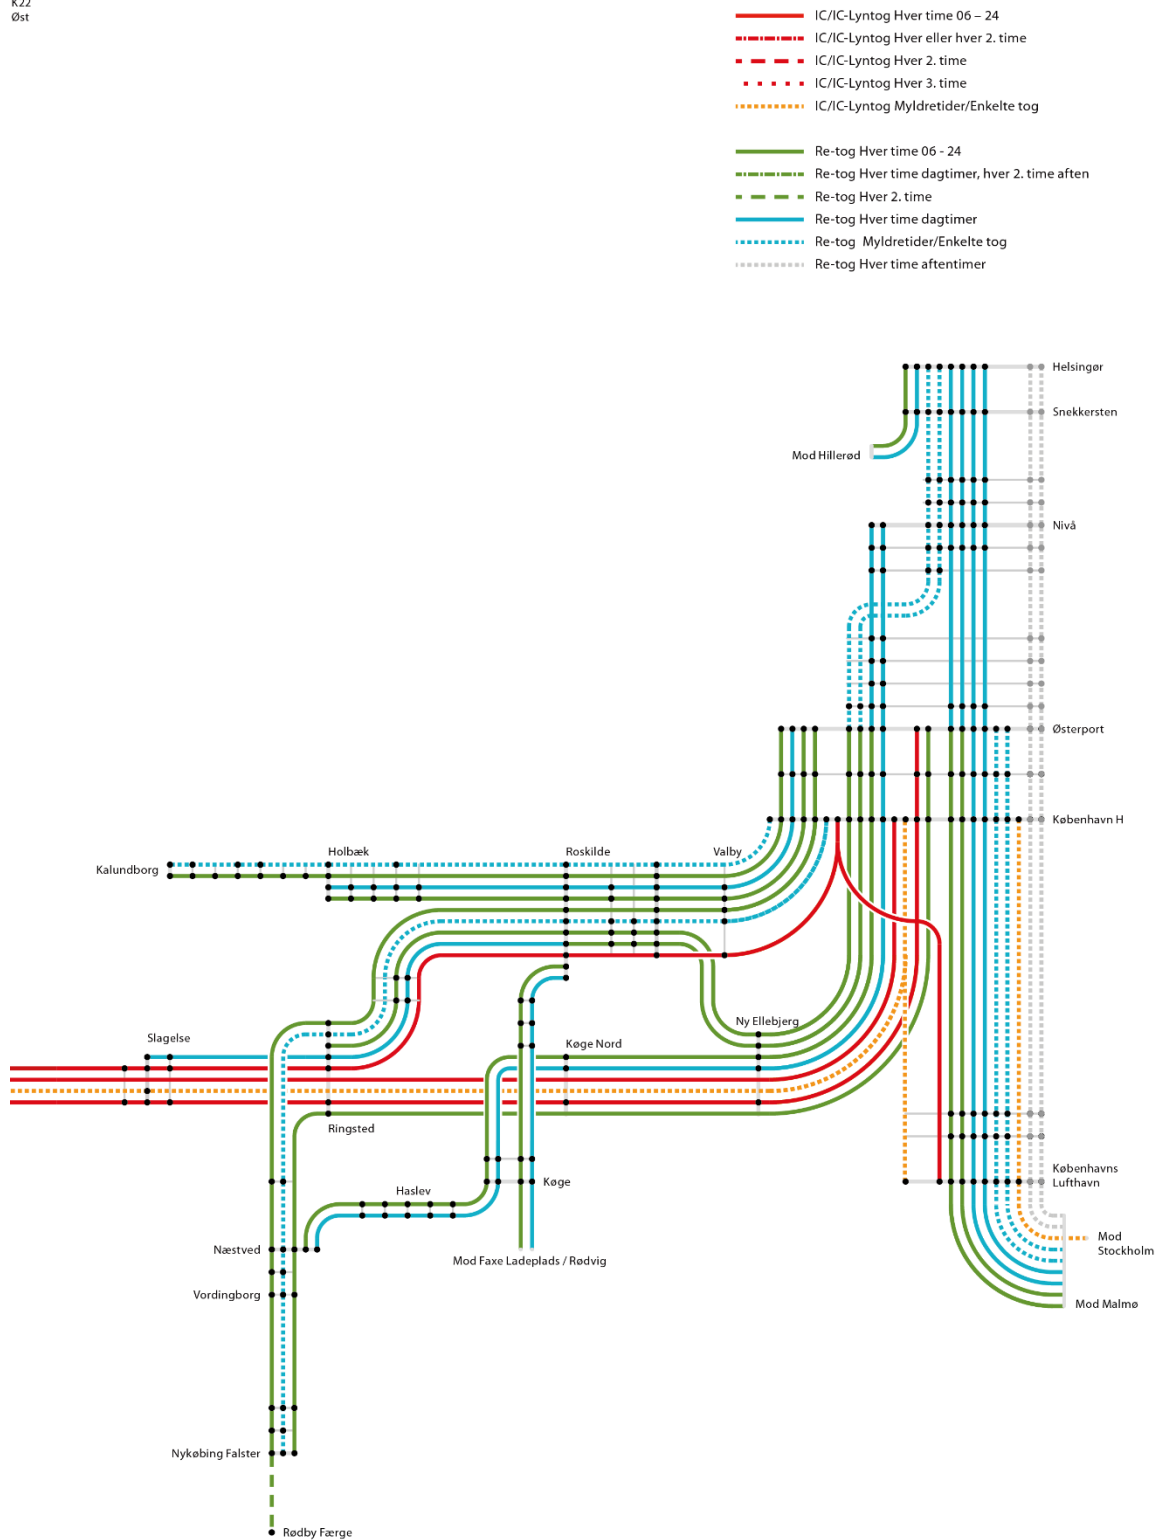 K22
Øst
IC/IC-Lyntog Hver time 06 – 24
IC/IC-Lyntog Hver eller hver 2. time
IC/IC-Lyntog Hver 2. time
IC/IC-Lyntog Hver 3. time
IC/IC-Lyntog Myldretider/Enkelte tog
Re-tog Hver time 06 - 24
Re-tog Hver time dagtimer, hver 2. time aften
Re-tog Hver 2. time
Re-tog Hver time dagtimer
Re-tog Myldretider/Enkelte tog
Re-tog Hver time aftentimer
Helsingør
Snekkersten
Mod Hillerød
Nivå
Østerport
København H
Holbæk
Roskilde
Valby
Kalundborg
Ny Ellebjerg
Slagelse
Køge Nord
Ringsted
Københavns
Lufthavn
Køge
Haslev
Mod
Stockholm
Næstved
Mod Faxe Ladeplads / Rødvig
Vordingborg
Mod Malmø
Nykøbing Falster
Rødby Færge